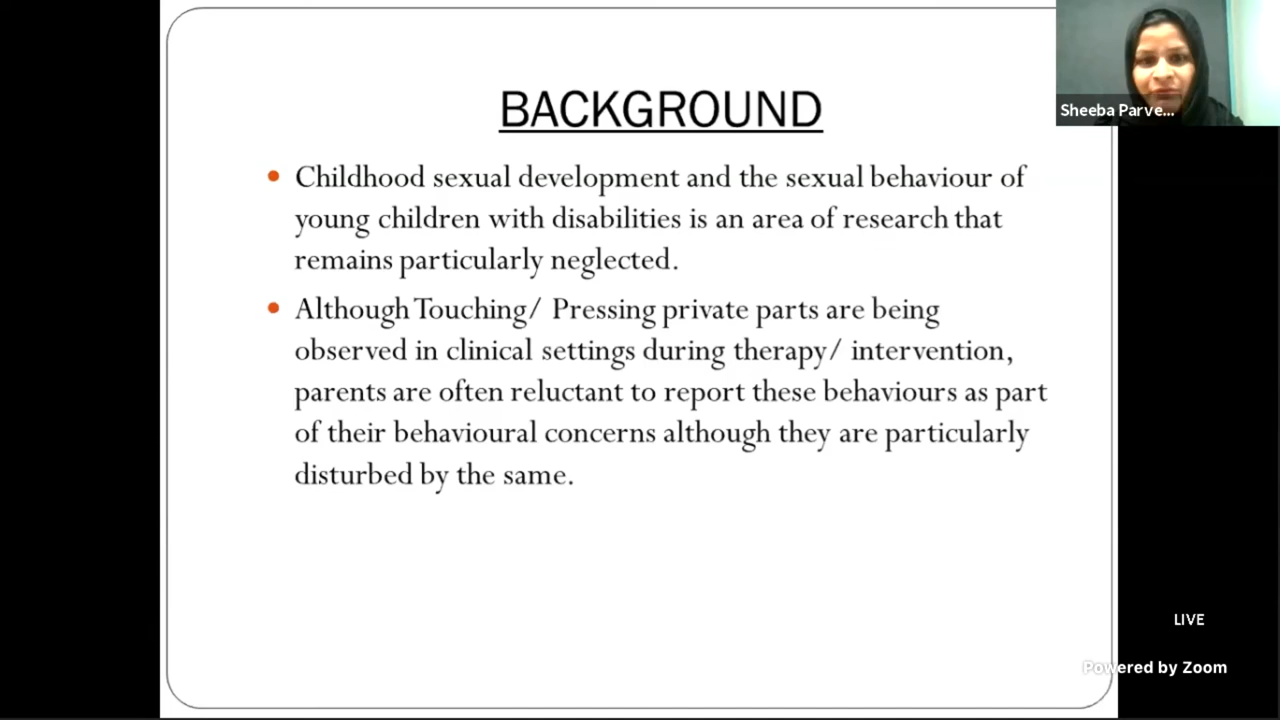 BACKGROUND
Childhood sexual development and the sexual behaviour of
young children with disabilities is an area of research that
remains particularly neglected.
Although Touching/ Pressing private parts are being
observed in clinical settings during therapy/ intervention,
parents are often reluctant to report these behaviours as part
of their behavioural concerns although they are particularly
disturbed by the same.
Sheeba Parve...
LIVE
Powered by Zoom